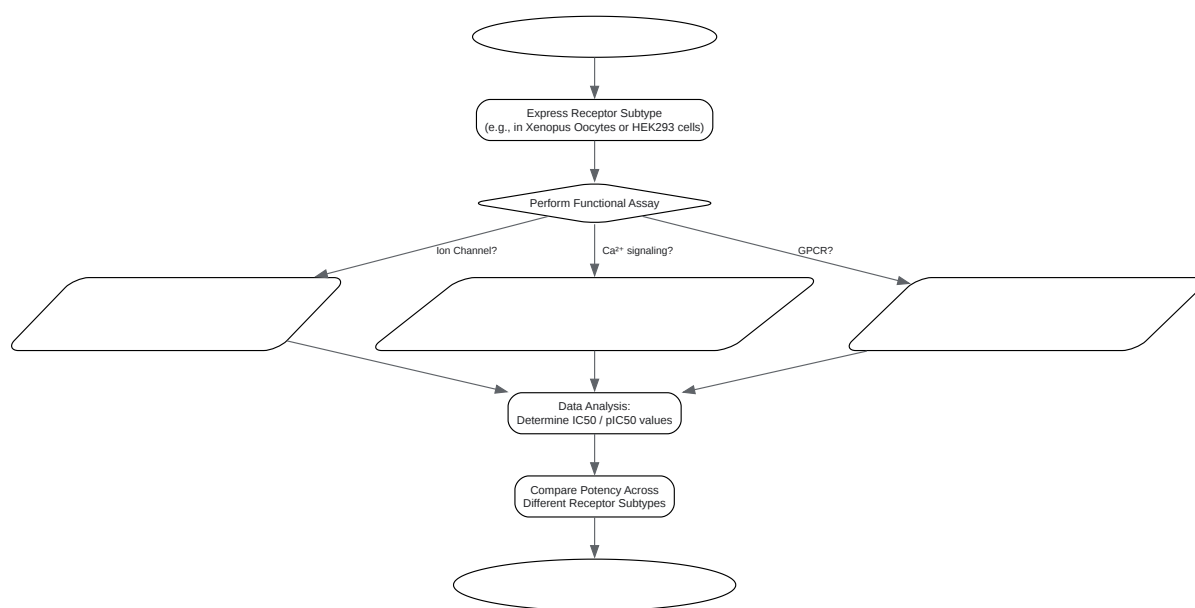 Express Receptor Subtype
(e.g., in Xenopus Oocytes or HEK293 cells)
Perform Functional Assay
Ion Channel?
Ca²⁺ signaling?
GPCR?
Data Analysis:
Determine IC50 / pIC50 values
Compare Potency Across
Different Receptor Subtypes